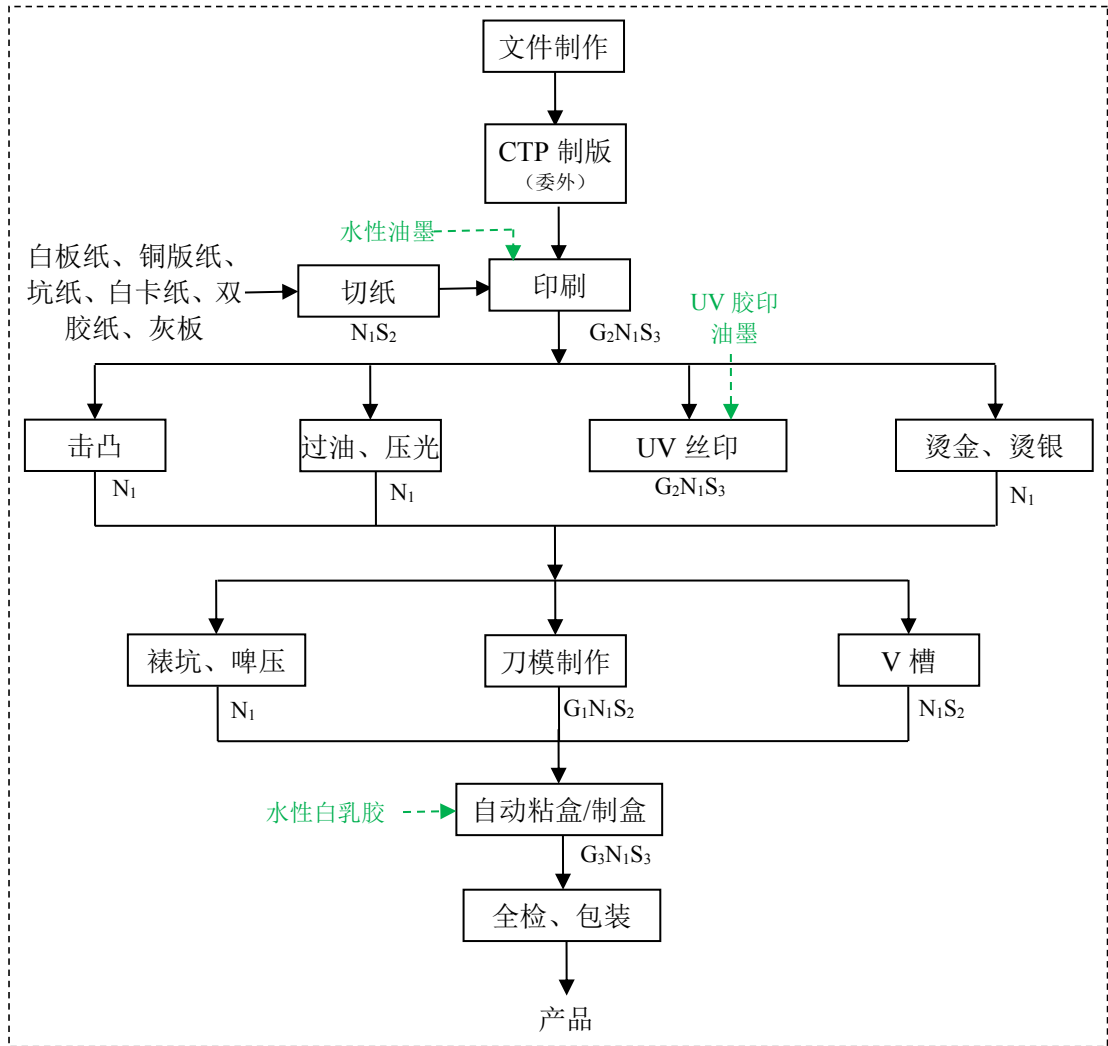 文件制作
CTP 制版
（委外）
水性油墨
白板纸、铜版纸、
坑纸、白卡纸、双
胶纸、灰板
切纸
N₁S₂
印刷
G₂N₁S₃
UV 胶印
油墨
击凸
N₁
过油、压光
N₁
UV 丝印
G₂N₁S₃
烫金、烫银
N₁
裱坑、啤压
N₁
刀模制作
G₁N₁S₂
V 槽
N₁S₂
水性白乳胶
自动粘盒/制盒
G₃N₁S₃
全检、包装
产品